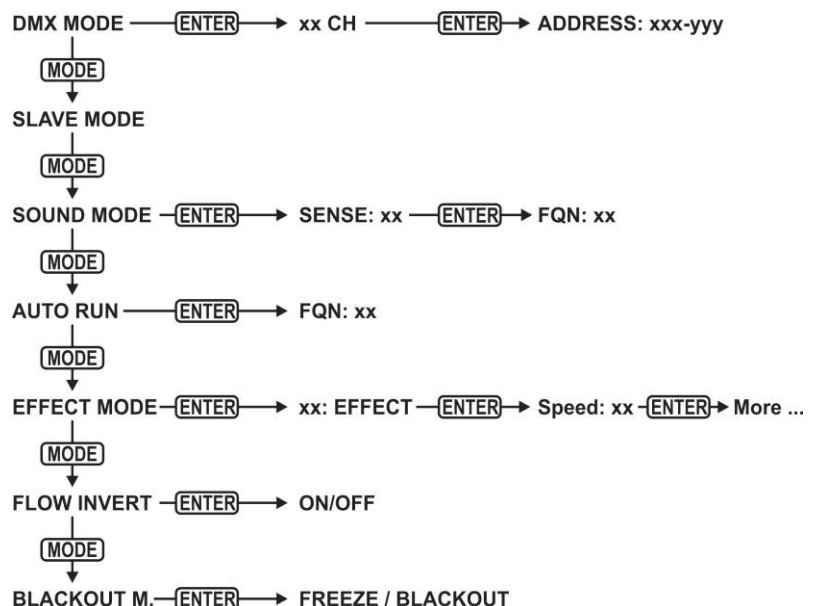 DMX MODE ENTER xx CH ENTER ADDRESS: xxx-yyy
MODE
SLAVE MODE
MODE
SOUND MODE ENTER SENSE: xx ENTER FQN: xx
MODE
AUTO RUN ENTER FQN: xx
MODE
EFFECT MODE ENTER xx: EFFECT ENTER Speed: xx ENTER More ...
MODE
FLOW INVERT ENTER ON/OFF
MODE
BLACKOUT M. ENTER FREEZE / BLACKOUT